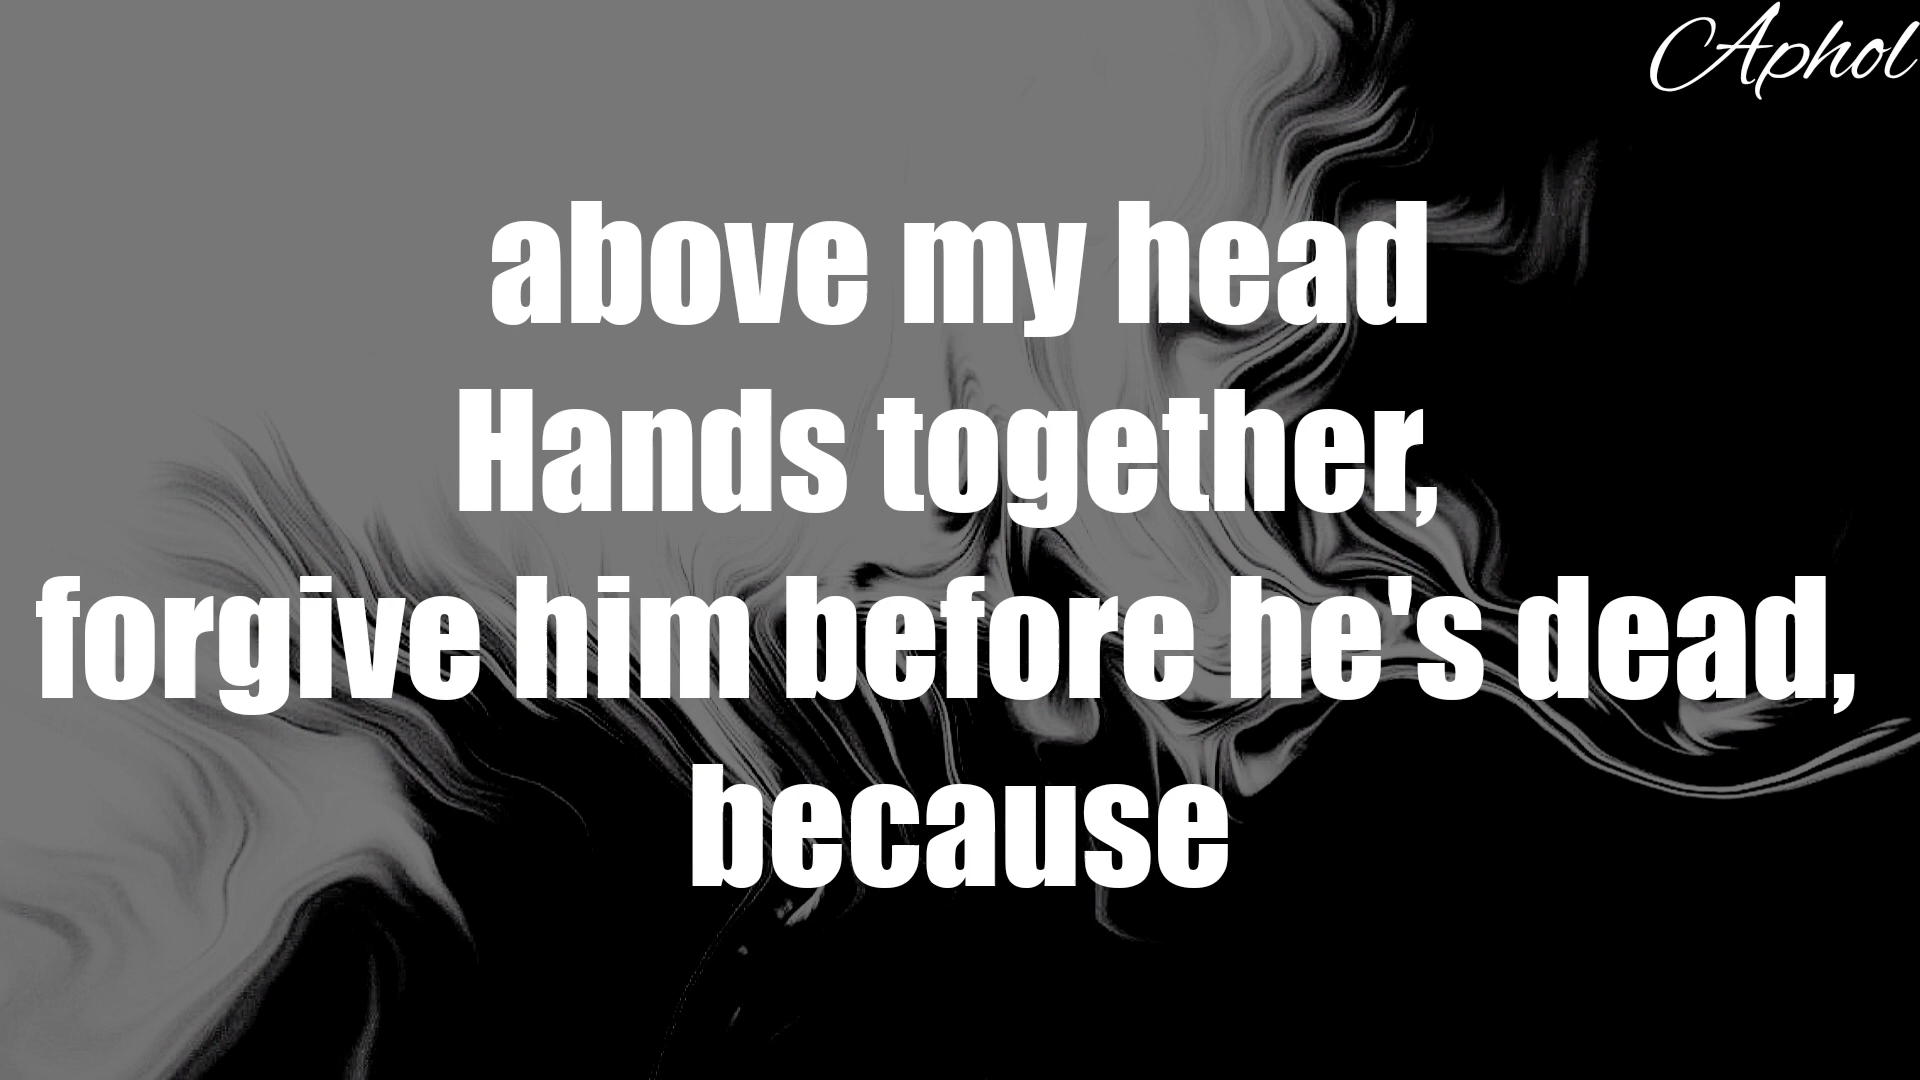 Aphol
above my head
Hands together,
forgive him before he's dead,
because